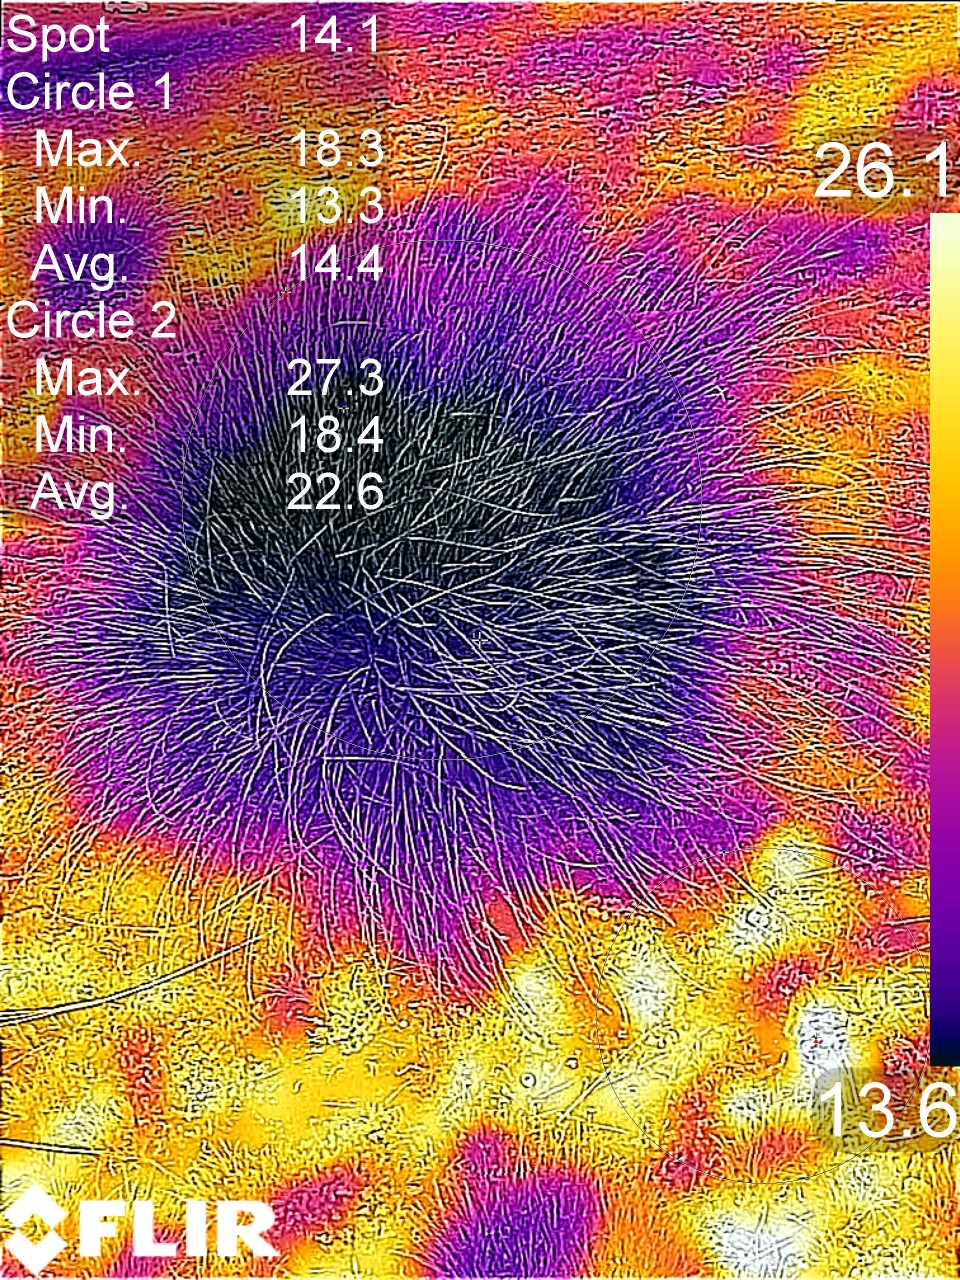 Spot 14.1
Circle 1
Max. 18.3
Min. 13.3
Avg. 14.4
Circle 2
Max. 27.3
Min. 18.4
Avg. 22.6
26.1
13.6
FLIR